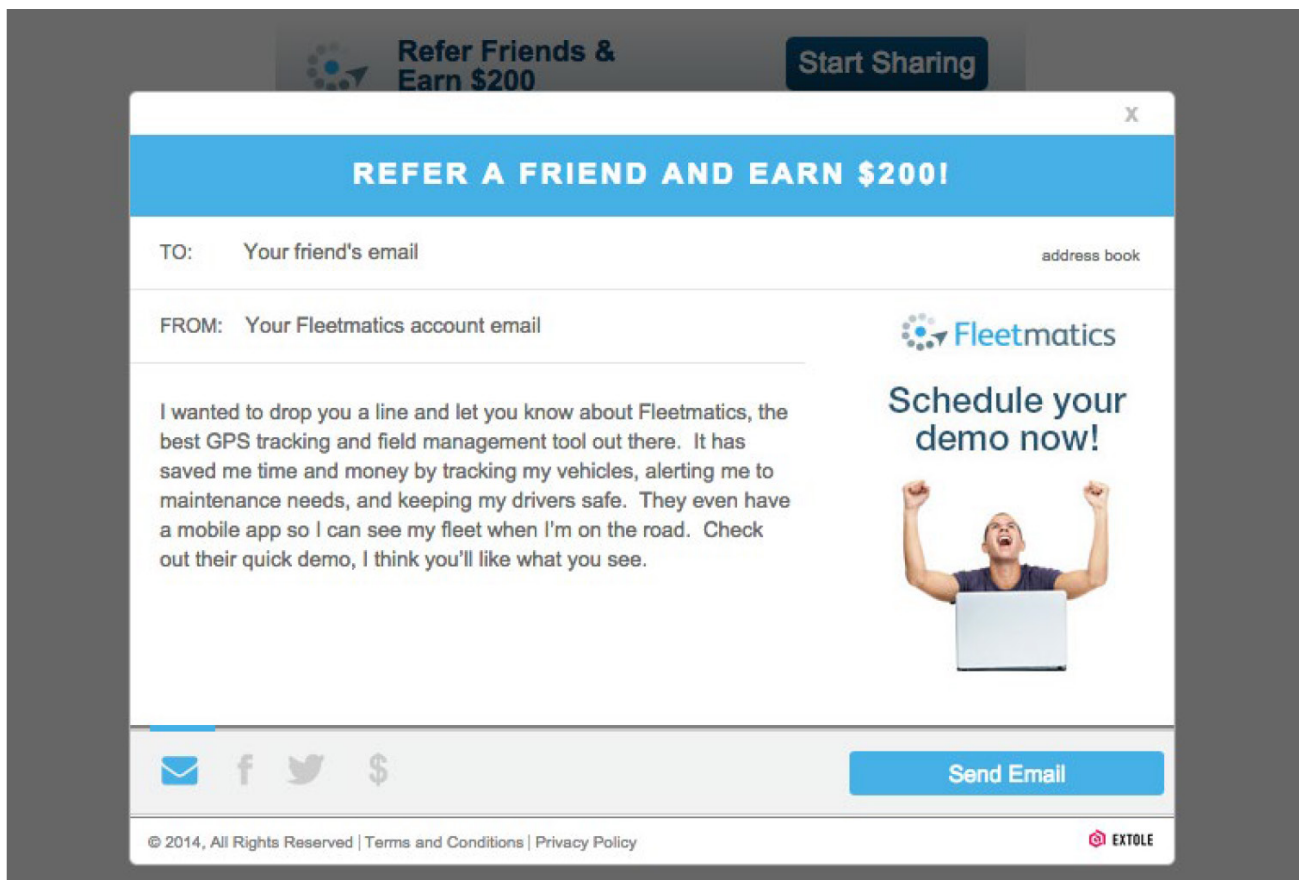 Refer Friends &
Earn $200
Start Sharing
x
REFER A FRIEND AND EARN $200!
TO: Your friend's email
address book
FROM: Your Fleetmatics account email
Fleetmatics
Schedule your
demo now!
I wanted to drop you a line and let you know about Fleetmatics, the
best GPS tracking and field management tool out there. It has
saved me time and money by tracking my vehicles, alerting me to
maintenance needs, and keeping my drivers safe. They even have
a mobile app so I can see my fleet when I'm on the road. Check
out their quick demo, I think you'll like what you see.
f $
Send Email
© 2014, All Rights Reserved | Terms and Conditions | Privacy Policy
EXTOLE